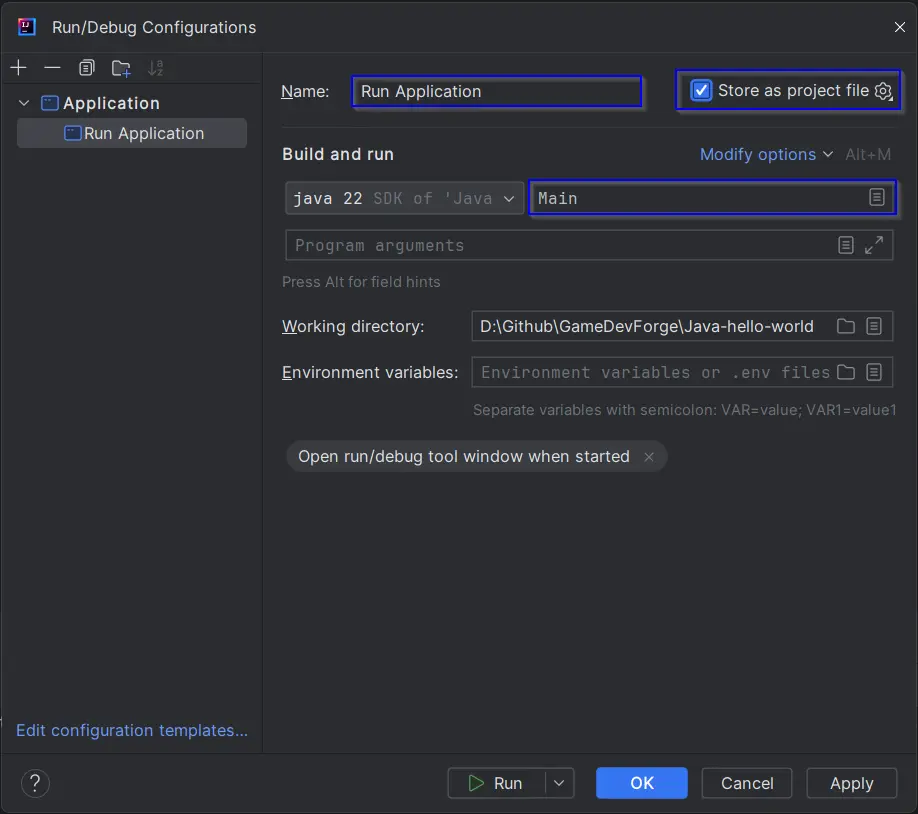 Run/Debug Configurations
Application
Run Application
Name: Run Application
Store as project file
Build and run
Modify options Alt+M
java 22 SDK of 'Java
Main
Program arguments
Press Alt for field hints
Working directory: D:\Github\GameDevForge\Java-hello-world
Environment variables: Environment variables or .env files
Separate variables with semicolon: VAR=value; VAR1=value1
Open run/debug tool window when started
Edit configuration templates...
? Run OK Cancel Apply